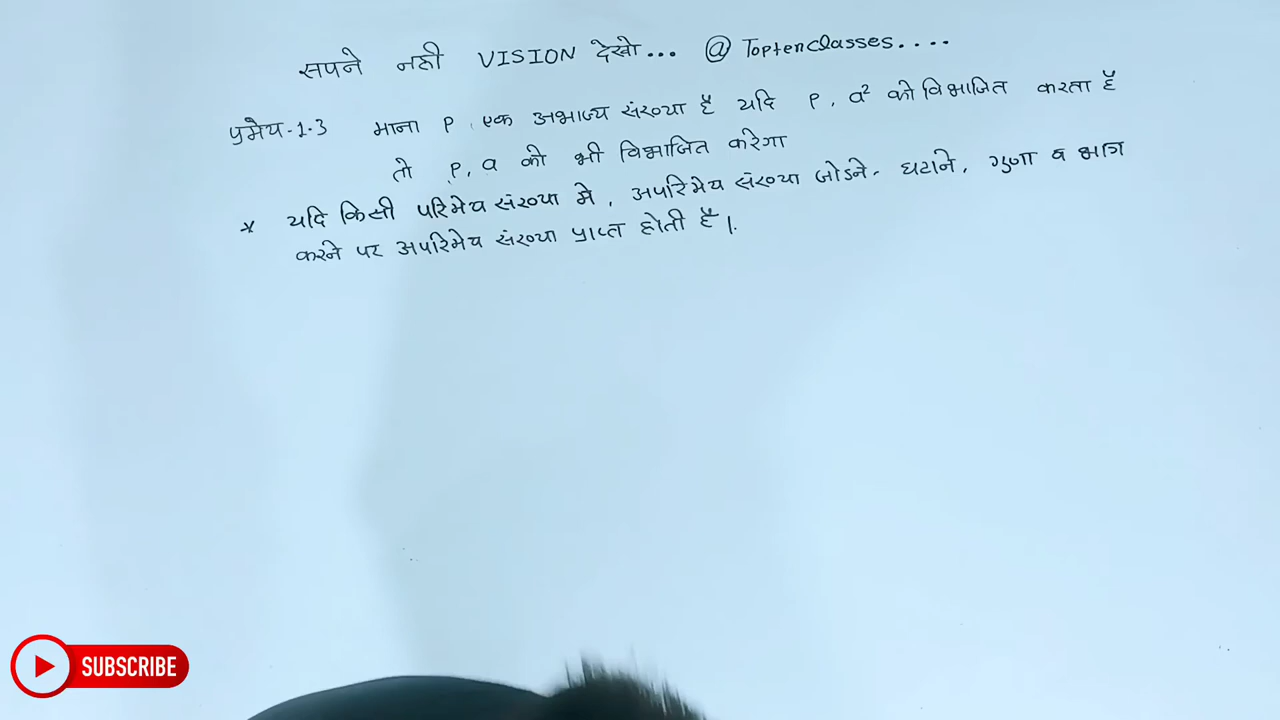 सपने नही VISION देखो... @ Toptenclasses....
प्रमेय-1.3 माना P, एक अभाज्य संख्या है यदि P, a² को विभाजित करता है
तो P, a को भी विभाजित करेगा
* यदि किसी परिमेय संख्या मे, अपरिमेय संख्या जोडने, घटाने, गुणा व भाग
करने पर अपरिमेय संख्या प्राप्त होती है।
SUBSCRIBE